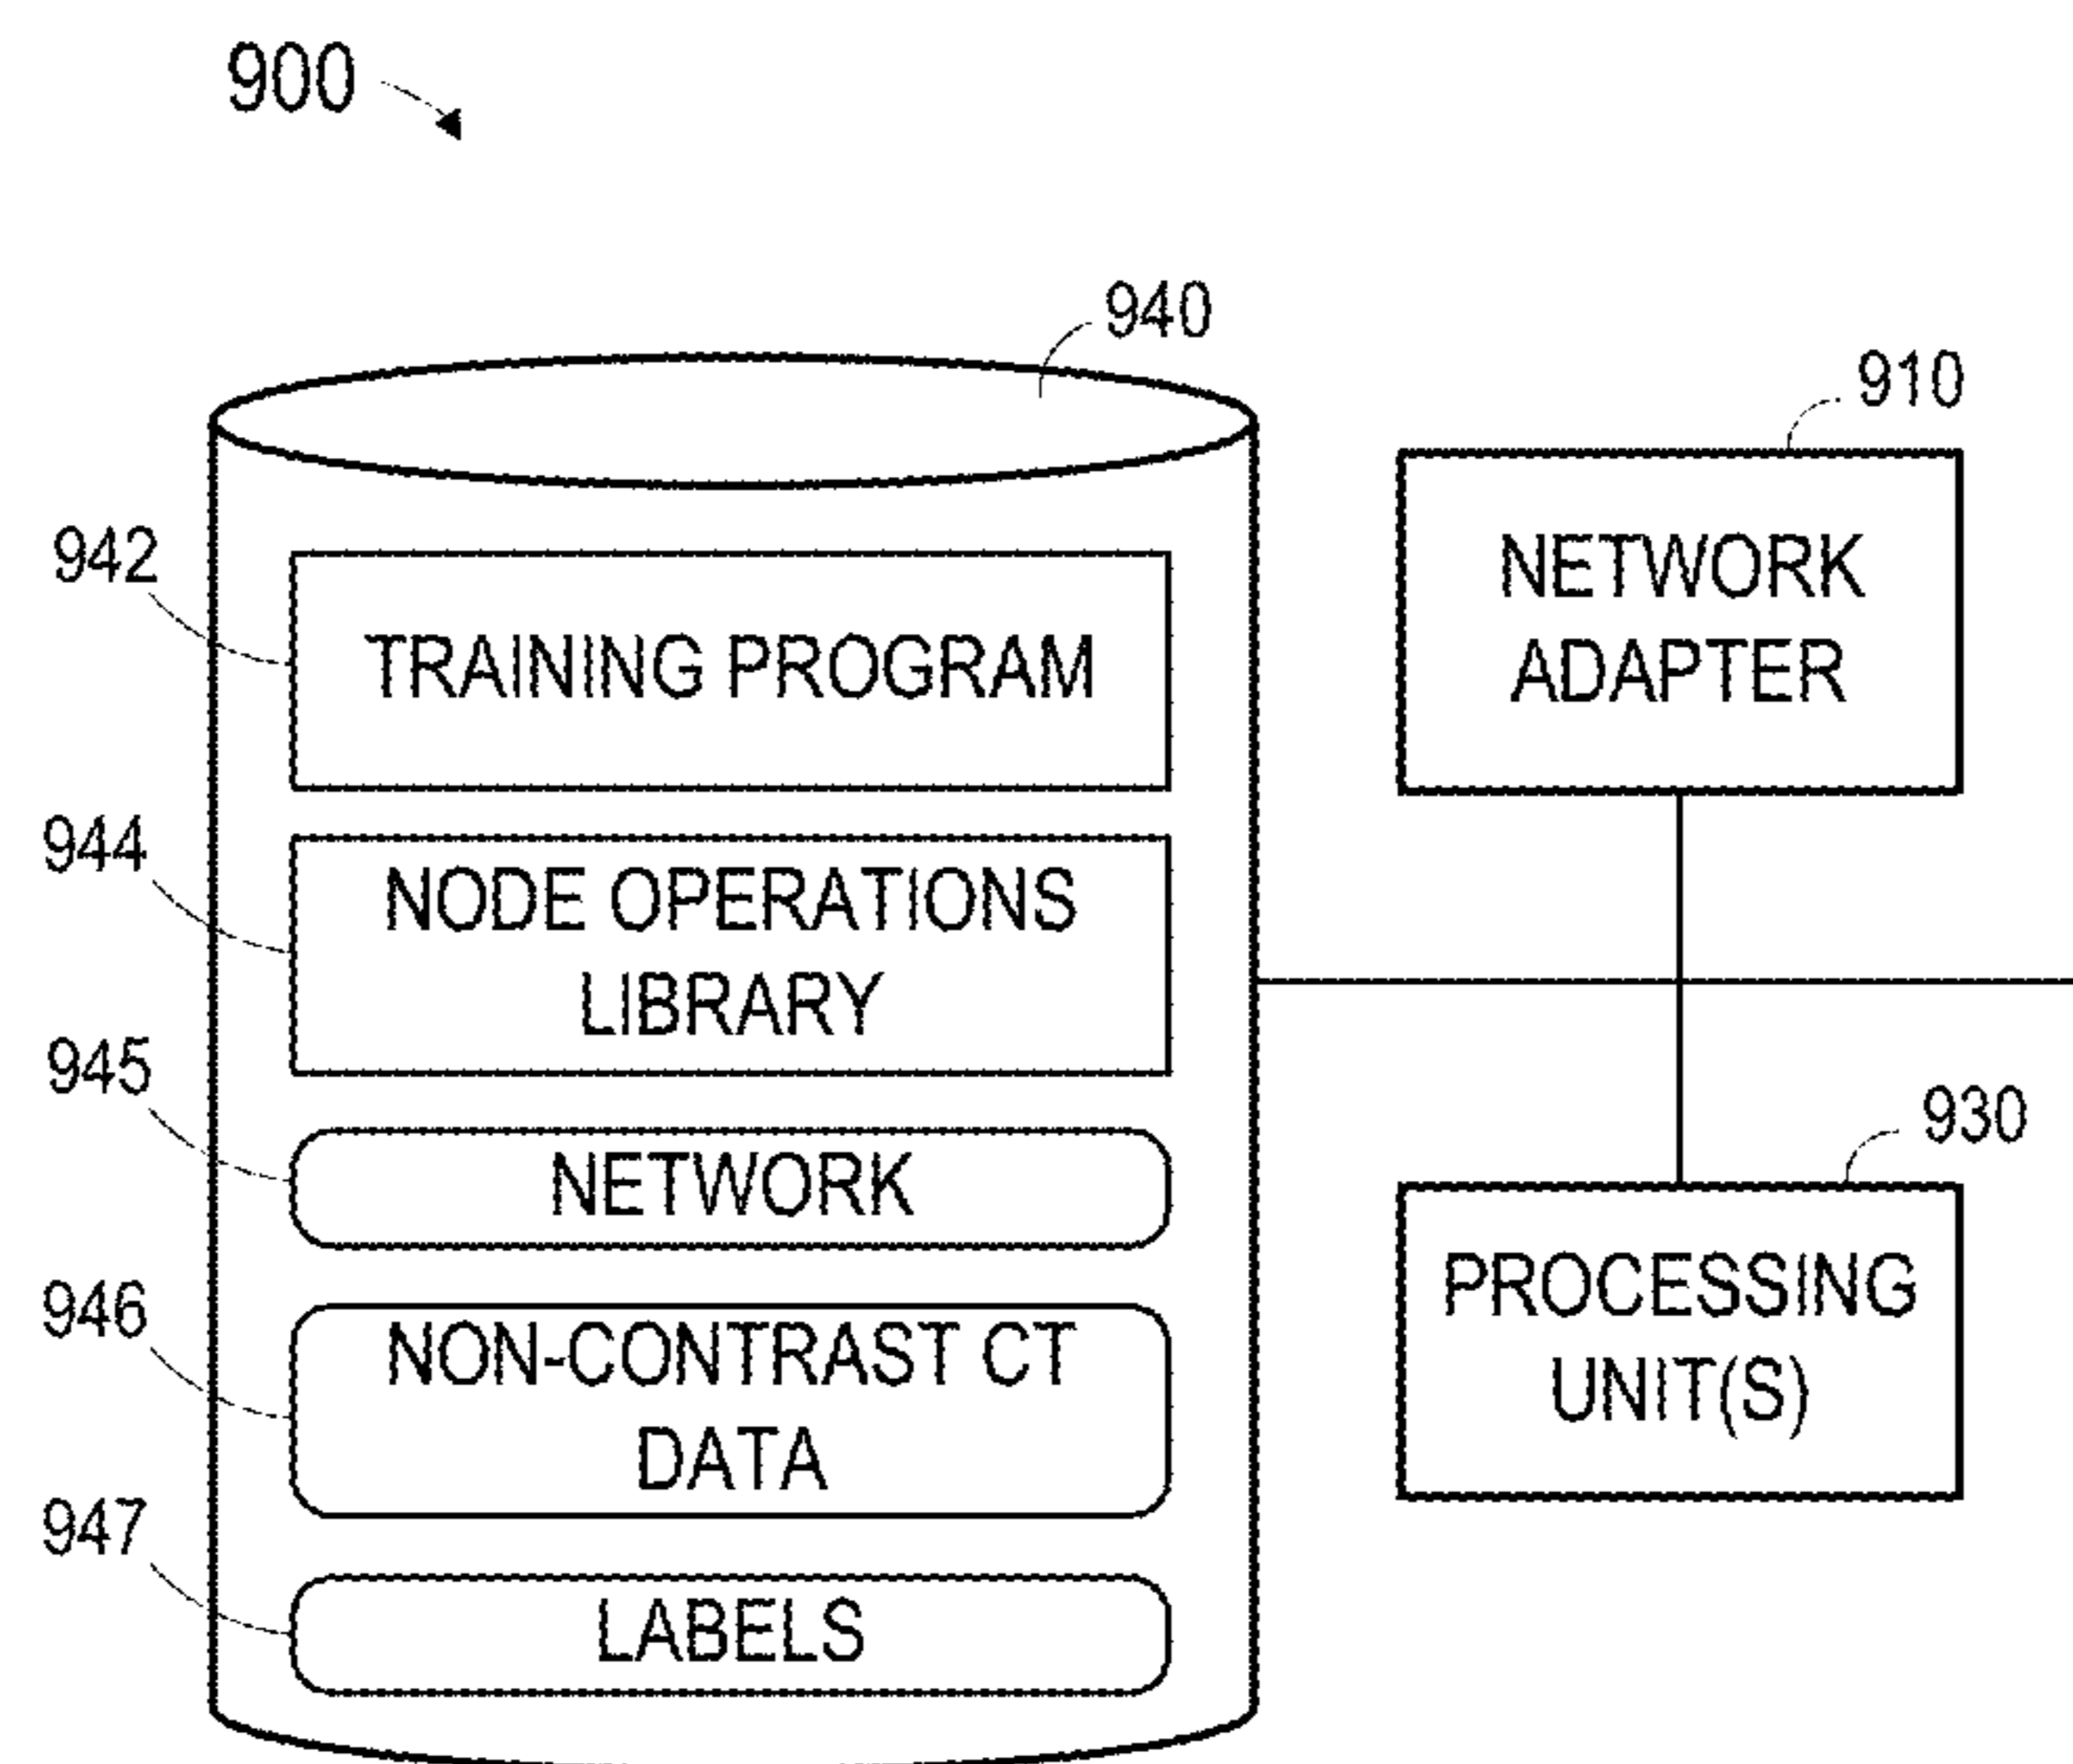 900
940
910
942
TRAINING PROGRAM
NETWORK
ADAPTER
944
NODE OPERATIONS
LIBRARY
945
NETWORK
930
PROCESSING
UNIT(S)
946
NON-CONTRAST CT
DATA
947
LABELS